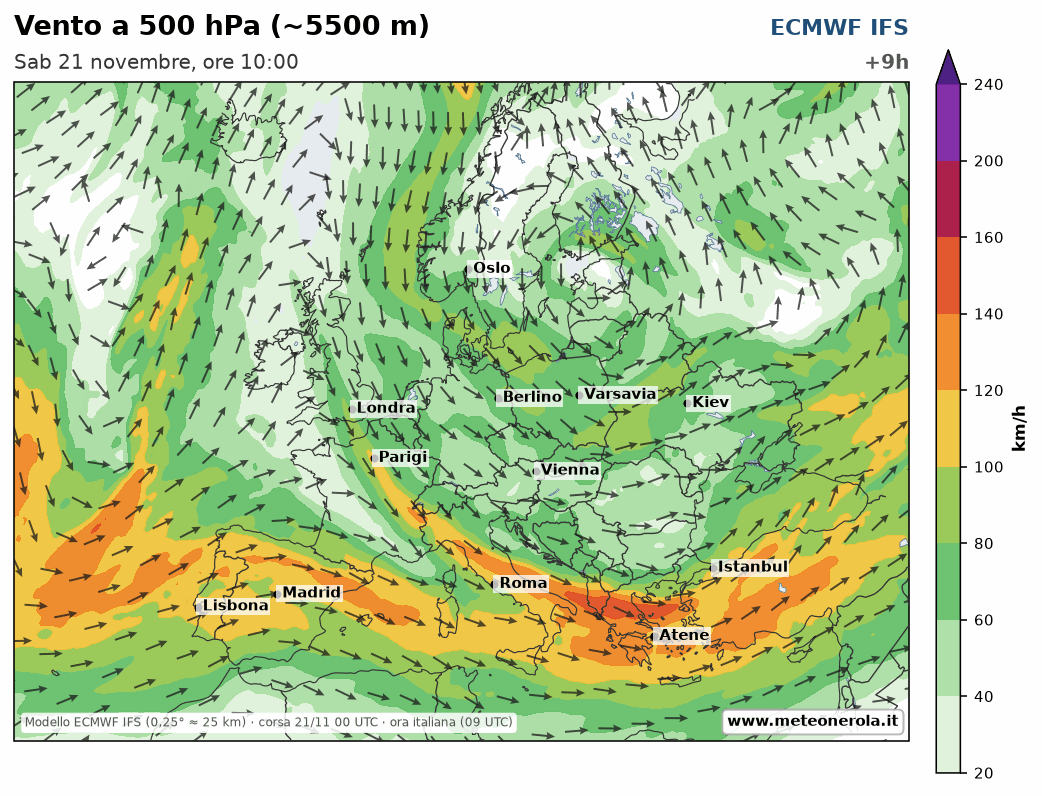 Vento a 500 hPa (~5500 m)
ECMWF IFS
Sab 21 novembre, ore 10:00
+9h
240
200
160
140
120
100
80
60
40
20
km/h
Oslo
Berlino
Varsavia
Kiev
Londra
Parigi
Vienna
Istanbul
Roma
Madrid
Lisbona
Atene
Modello ECMWF IFS (0,25° ≈ 25 km) · corsa 21/11 00 UTC · ora italiana (09 UTC)
www.meteonerola.it